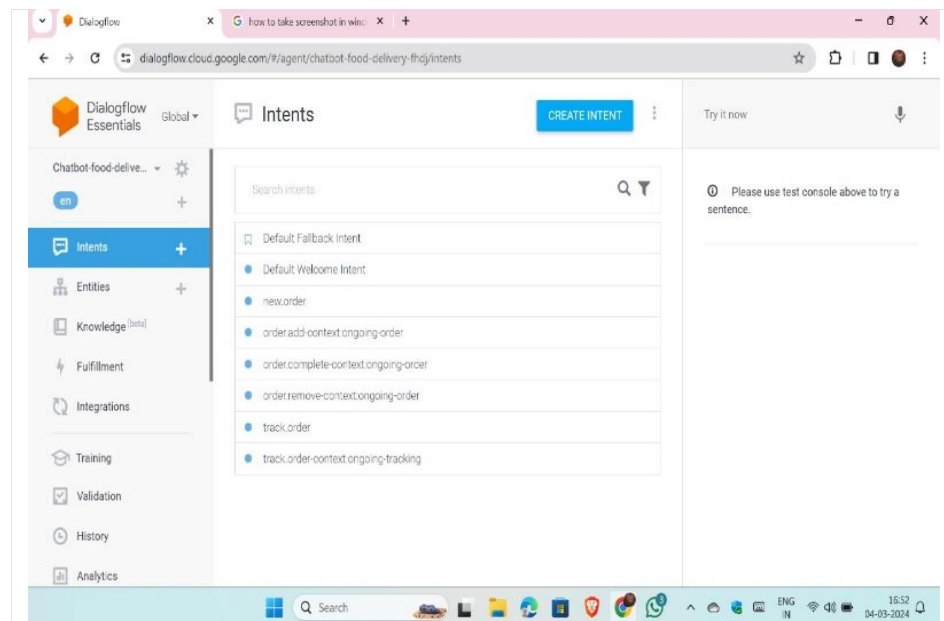 Dialogflow
how to take screenshot in wind
dialogflow.cloud.google.com/#/agent/chatbot-food-delivery-fhdj/intents
Dialogflow Essentials
Global
Intents
CREATE INTENT
Try it now
Chatbot-food-delive...
en
Search intents
Please use test console above to try a
sentence.
Intents
Default Fallback Intent
Default Welcome Intent
Entities
new.order
Knowledge [beta]
order.add-context:ongoing-order
Fulfillment
order.complete-context:ongoing-order
order.remove-context:ongoing-order
Integrations
track.order
Training
track.order-context:ongoing-tracking
Validation
History
Analytics
Search
ENG
IN
16:52
04-03-2024